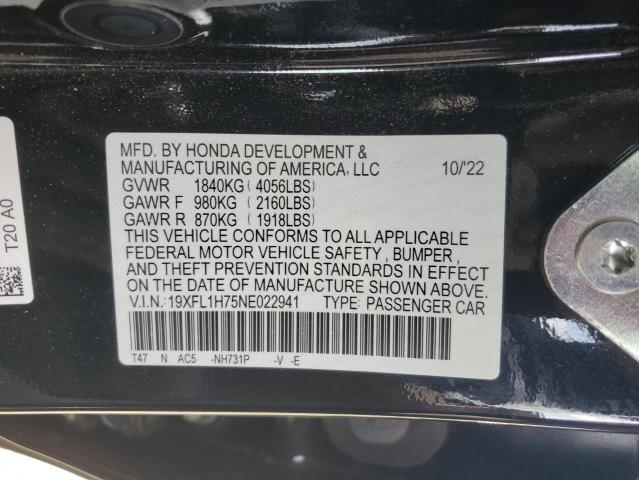 MFD. BY HONDA DEVELOPMENT &
MANUFACTURING OF AMERICA, LLC 10/'22
GVWR 1840KG ( 4056LBS)
GAWR F 980KG ( 2160LBS)
GAWR R 870KG ( 1918LBS)
THIS VEHICLE CONFORMS TO ALL APPLICABLE
FEDERAL MOTOR VEHICLE SAFETY , BUMPER ,
AND THEFT PREVENTION STANDARDS IN EFFECT
ON THE DATE OF MANUFACTURE SHOWN ABOVE.
V.I.N.:19XFL1H75NE022941 TYPE: PASSENGER CAR
T47 N AC5 -NH731P -V -E
T20 A0